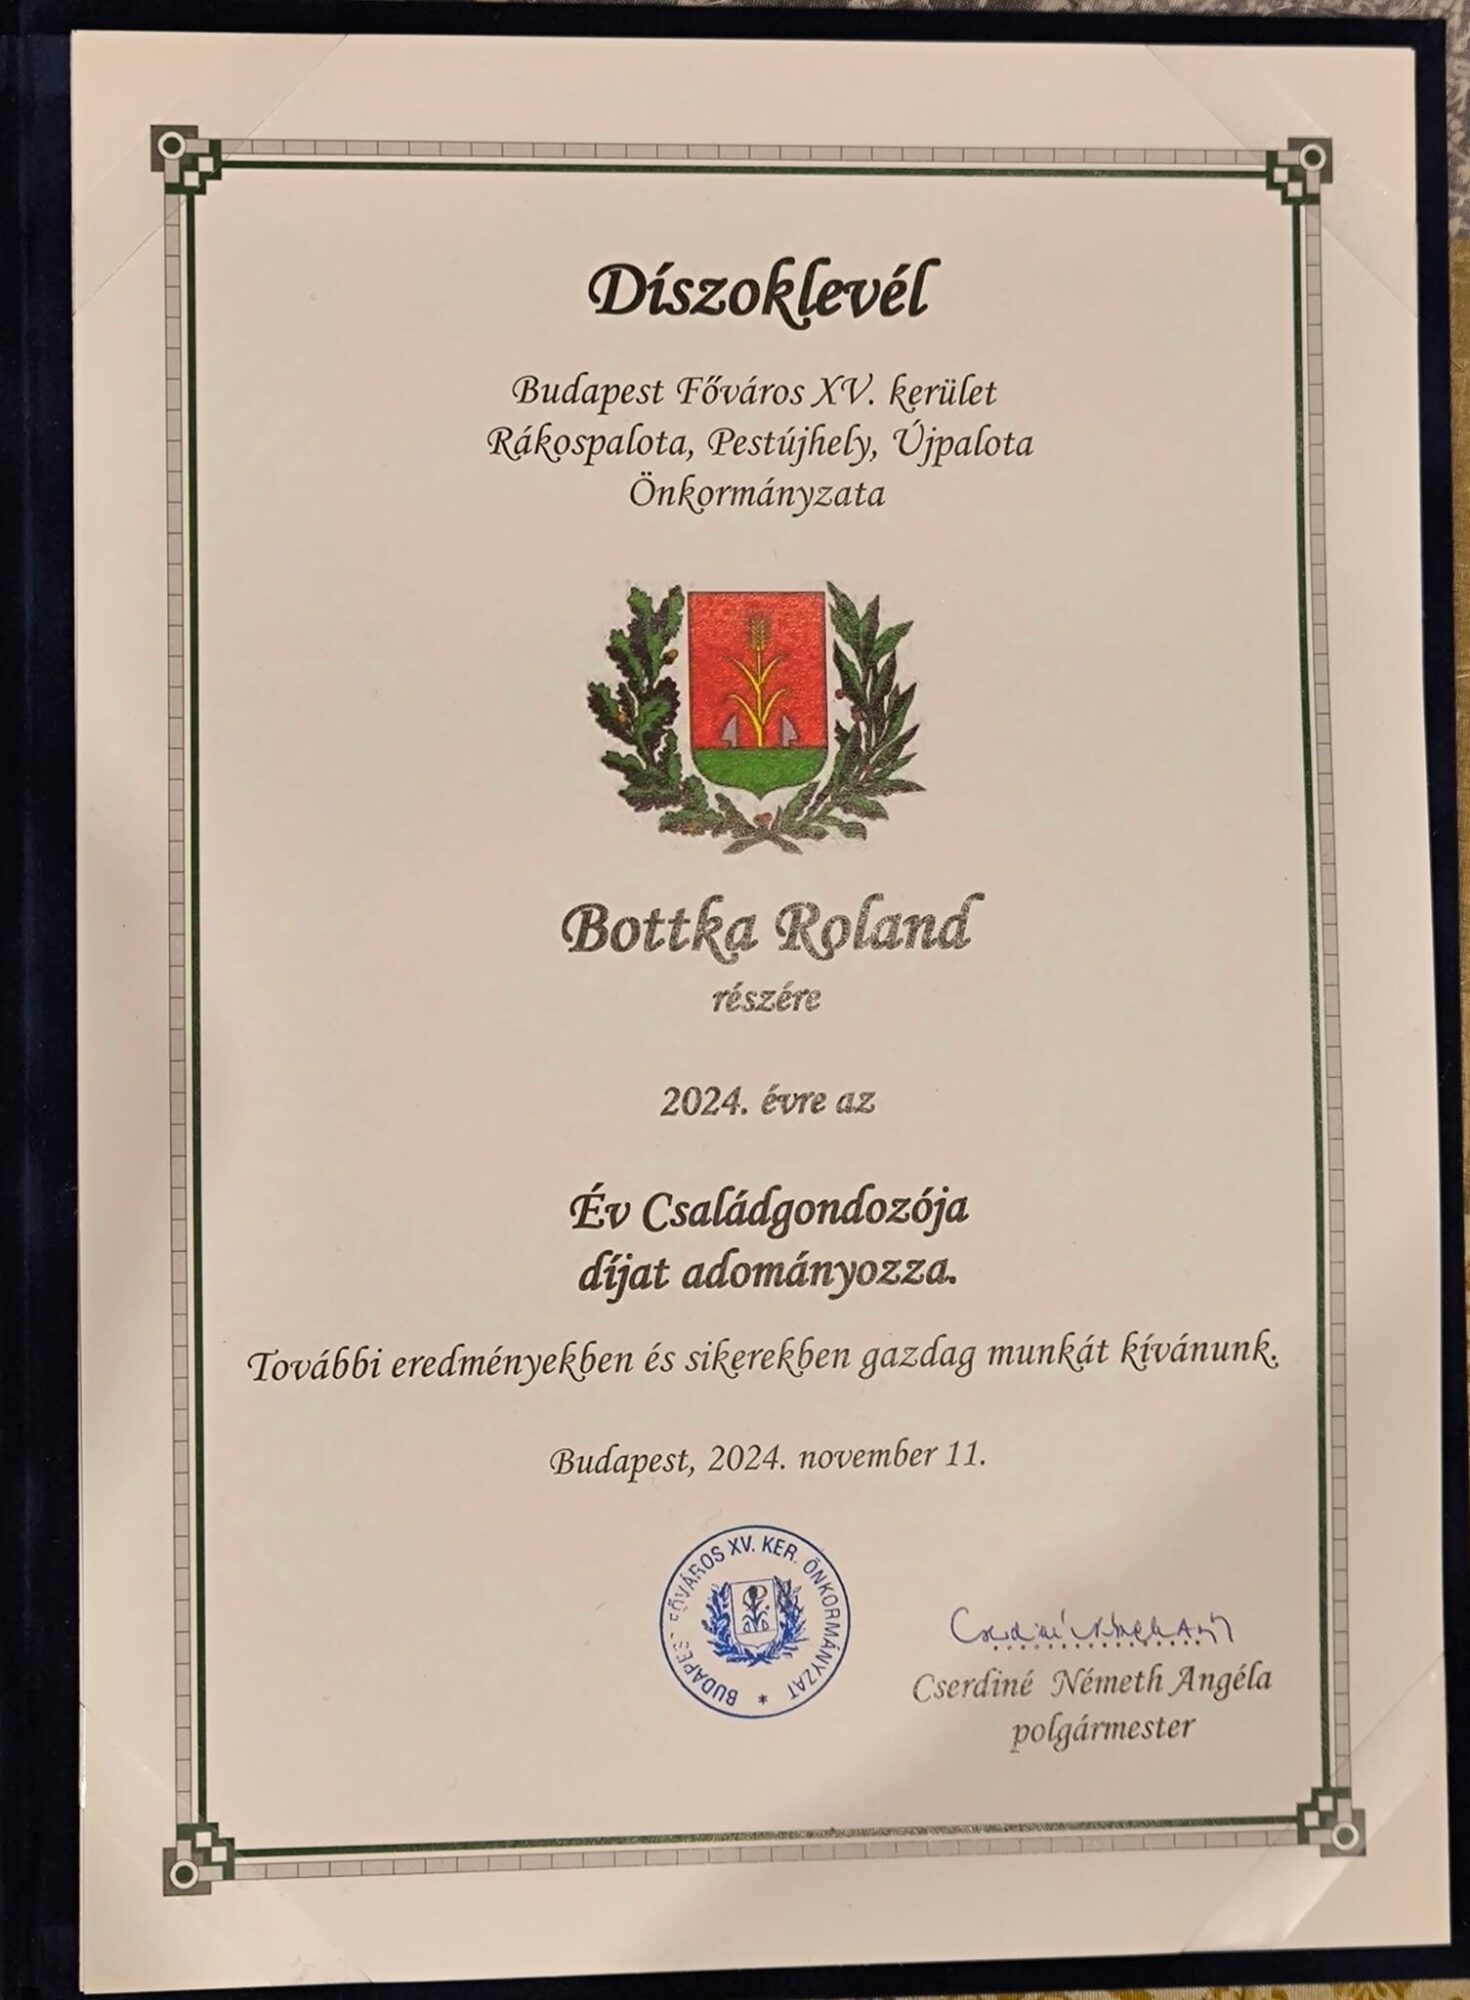 Díszoklevél
Budapest Főváros XV. kerület
Rákospalota, Pestújhely, Újpalota
Önkormányzata
Bottka Roland
részére
2024. évre az
Év Családgondozója
díjat adományozza.
További eredményekben és sikerekben gazdag munkát kívánunk.
Budapest, 2024. november 11.
BUDAPEST FŐVÁROS XV. KER. ÖNKORMÁNYZAT *
Cserdiné Németh Angéla
polgármester